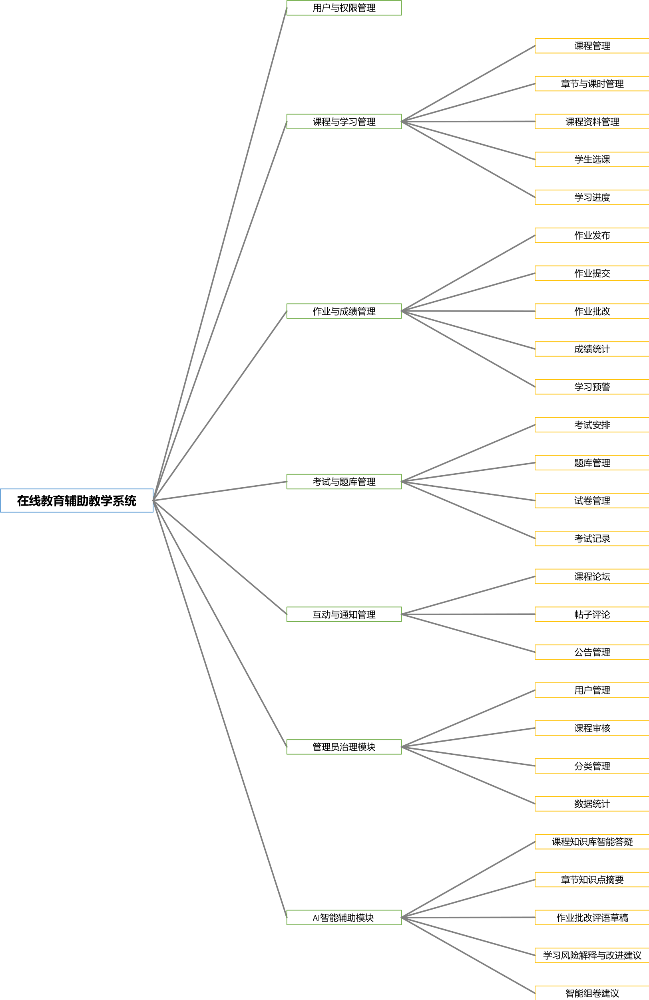 在线教育辅助教学系统
用户与权限管理
课程与学习管理
课程管理
章节与课时管理
课程资料管理
学生选课
学习进度
作业与成绩管理
作业发布
作业提交
作业批改
成绩统计
学习预警
考试与题库管理
考试安排
题库管理
试卷管理
考试记录
互动与通知管理
课程论坛
帖子评论
公告管理
管理员治理模块
用户管理
课程审核
分类管理
数据统计
AI智能辅助模块
课程知识库智能答疑
章节知识点摘要
作业批改评语草稿
学习风险解释与改进建议
智能组卷建议